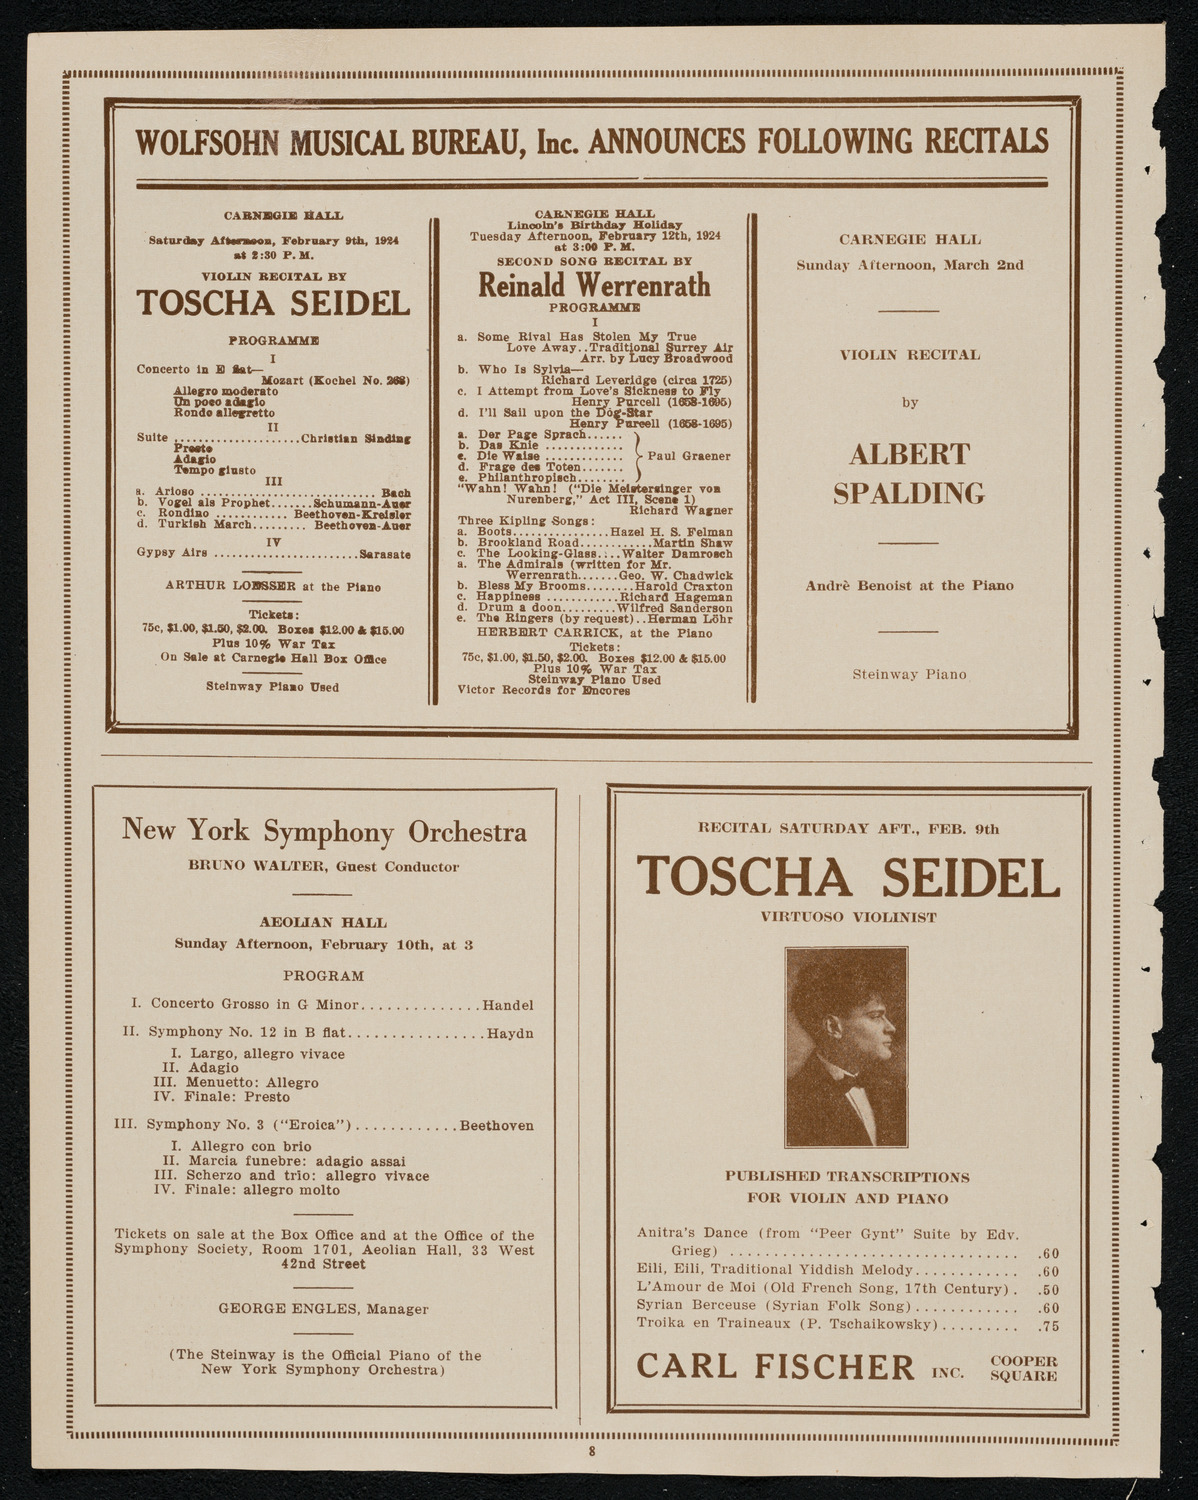 WOLFSOHN MUSICAL BUREAU, Inc. ANNOUNCES FOLLOWING RECITALS
CARNEGIE HALL
Saturday Afternoon, February 9th, 1924
at 2:30 P. M.
VIOLIN RECITAL BY
TOSCHA SEIDEL
PROGRAMME
I
Concerto in E flat—
Mozart (Kochel No. 268)
Allegro moderato
Un poco adagio
Rondo allegretto
II
Suite ....................Christian Sinding
Presto
Adagio
Tempo giusto
III
a. Arioso ............................ Bach
b. Vogel als Prophet.......Schumann-Auer
c. Rondino ............ Beethoven-Kreisler
d. Turkish March......... Beethoven-Auer
IV
Gypsy Airs .......................Sarasate
ARTHUR LOESSER at the Piano
Tickets:
75c, $1.00, $1.50, $2.00. Boxes $12.00 & $15.00
Plus 10% War Tax
On Sale at Carnegie Hall Box Office
Steinway Piano Used
CARNEGIE HALL
Lincoln's Birthday Holiday
Tuesday Afternoon, February 12th, 1924
at 3:00 P. M.
SECOND SONG RECITAL BY
Reinald Werrenrath
PROGRAMME
I
a. Some Rival Has Stolen My True
Love Away..Traditional Surrey Air
Arr. by Lucy Broadwood
b. Who Is Sylvia—
Richard Leveridge (circa 1725)
c. I Attempt from Love's Sickness to Fly
Henry Purcell (1658-1695)
d. I'll Sail upon the Dog-Star
Henry Purcell (1658-1695)
a. Der Page Sprach......
b. Das Knie .............
c. Die Waise ............. Paul Graener
d. Frage des Toten.......
e. Philanthropisch........
"Wahn! Wahn! ("Die Meistersinger von
Nurenberg," Act III, Scene 1)
Richard Wagner
Three Kipling Songs:
a. Boots..............Hazel H. S. Felman
b. Brookland Road...........Martin Shaw
c. The Looking-Glass....Walter Damrosch
a. The Admirals (written for Mr.
Werrenrath.......Geo. W. Chadwick
b. Bless My Brooms........Harold Craxton
c. Happiness ............Richard Hageman
d. Drum a doon.........Wilfred Sanderson
e. The Ringers (by request)..Herman Löhr
HERBERT CARRICK, at the Piano
Tickets:
75c, $1.00, $1.50, $2.00. Boxes $12.00 & $15.00
Plus 10% War Tax
Steinway Piano Used
Victor Records for Encores
CARNEGIE HALL
Sunday Afternoon, March 2nd
VIOLIN RECITAL
by
ALBERT
SPALDING
Andrè Benoist at the Piano
Steinway Piano
New York Symphony Orchestra
BRUNO WALTER, Guest Conductor
AEOLIAN HALL
Sunday Afternoon, February 10th, at 3
PROGRAM
I. Concerto Grosso in G Minor..............Handel
II. Symphony No. 12 in B flat................Haydn
I. Largo, allegro vivace
II. Adagio
III. Menuetto: Allegro
IV. Finale: Presto
III. Symphony No. 3 ("Eroica")............Beethoven
I. Allegro con brio
II. Marcia funebre: adagio assai
III. Scherzo and trio: allegro vivace
IV. Finale: allegro molto
Tickets on sale at the Box Office and at the Office of the
Symphony Society, Room 1701, Aeolian Hall, 33 West
42nd Street
GEORGE ENGLES, Manager
(The Steinway is the Official Piano of the
New York Symphony Orchestra)
RECITAL SATURDAY AFT., FEB. 9th
TOSCHA SEIDEL
VIRTUOSO VIOLINIST
PUBLISHED TRANSCRIPTIONS
FOR VIOLIN AND PIANO
Anitra's Dance (from "Peer Gynt" Suite by Edv.
Grieg) ................................ .60
Eili, Eili, Traditional Yiddish Melody............ .60
L'Amour de Moi (Old French Song, 17th Century). .50
Syrian Berceuse (Syrian Folk Song)............ .60
Troika en Traineaux (P. Tschaikowsky)......... .75
CARL FISCHER INC. COOPER
SQUARE
8